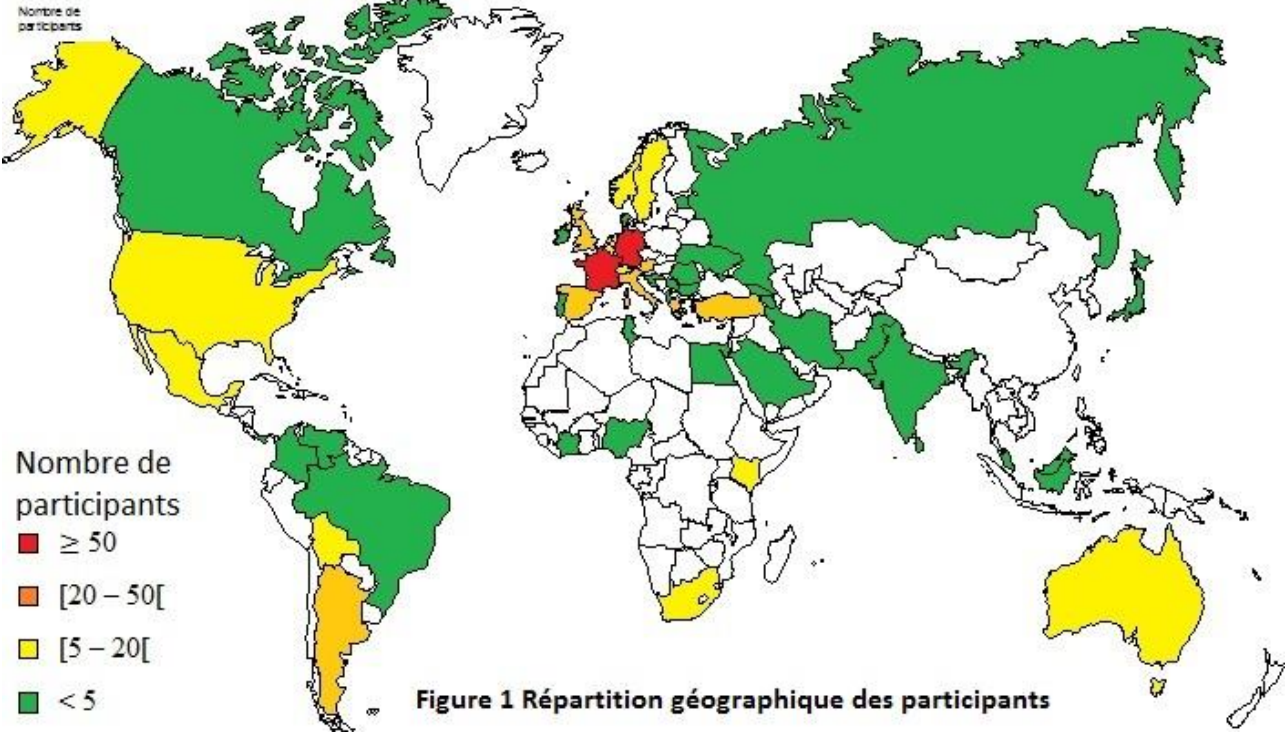 Nombre de
participants
Nombre de
participants
≥ 50
[20 – 50[
[5 – 20[
< 5
Figure 1 Répartition géographique des participants